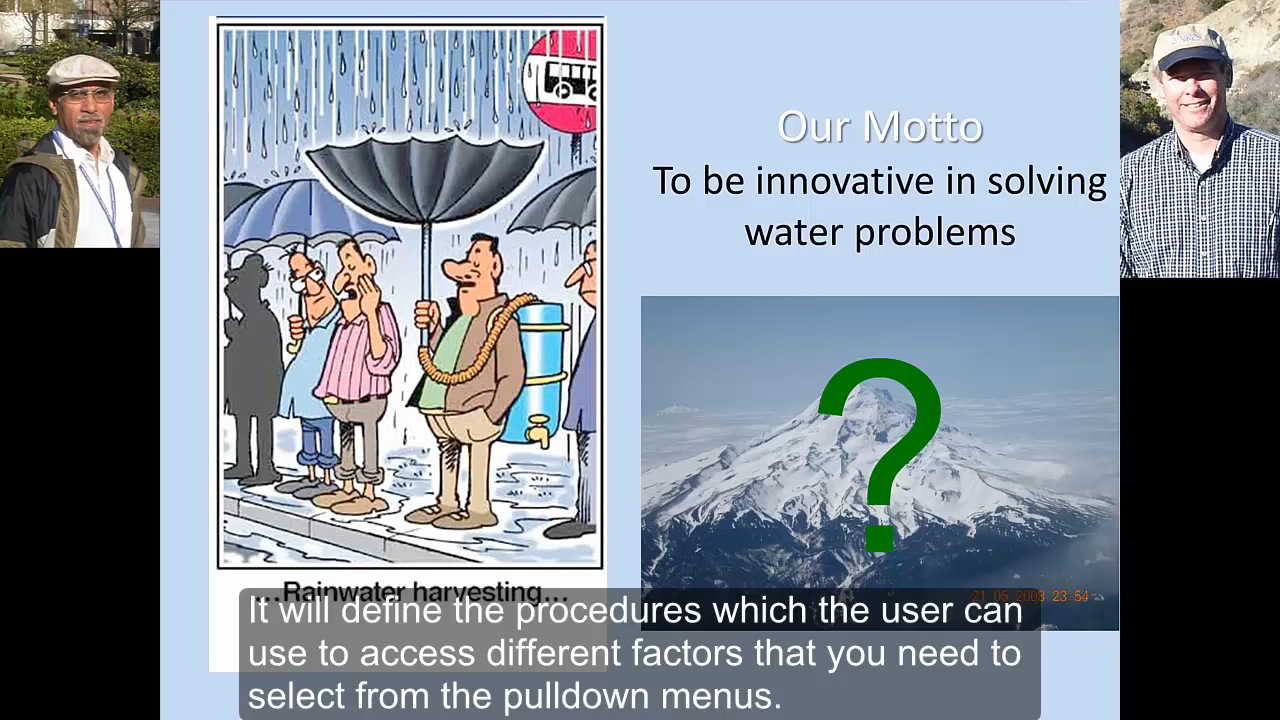 Our Motto
To be innovative in solving
water problems
...Rainwater harvesting...
21 05 2003 23:54
It will define the procedures which the user can
use to access different factors that you need to
select from the pulldown menus.
?